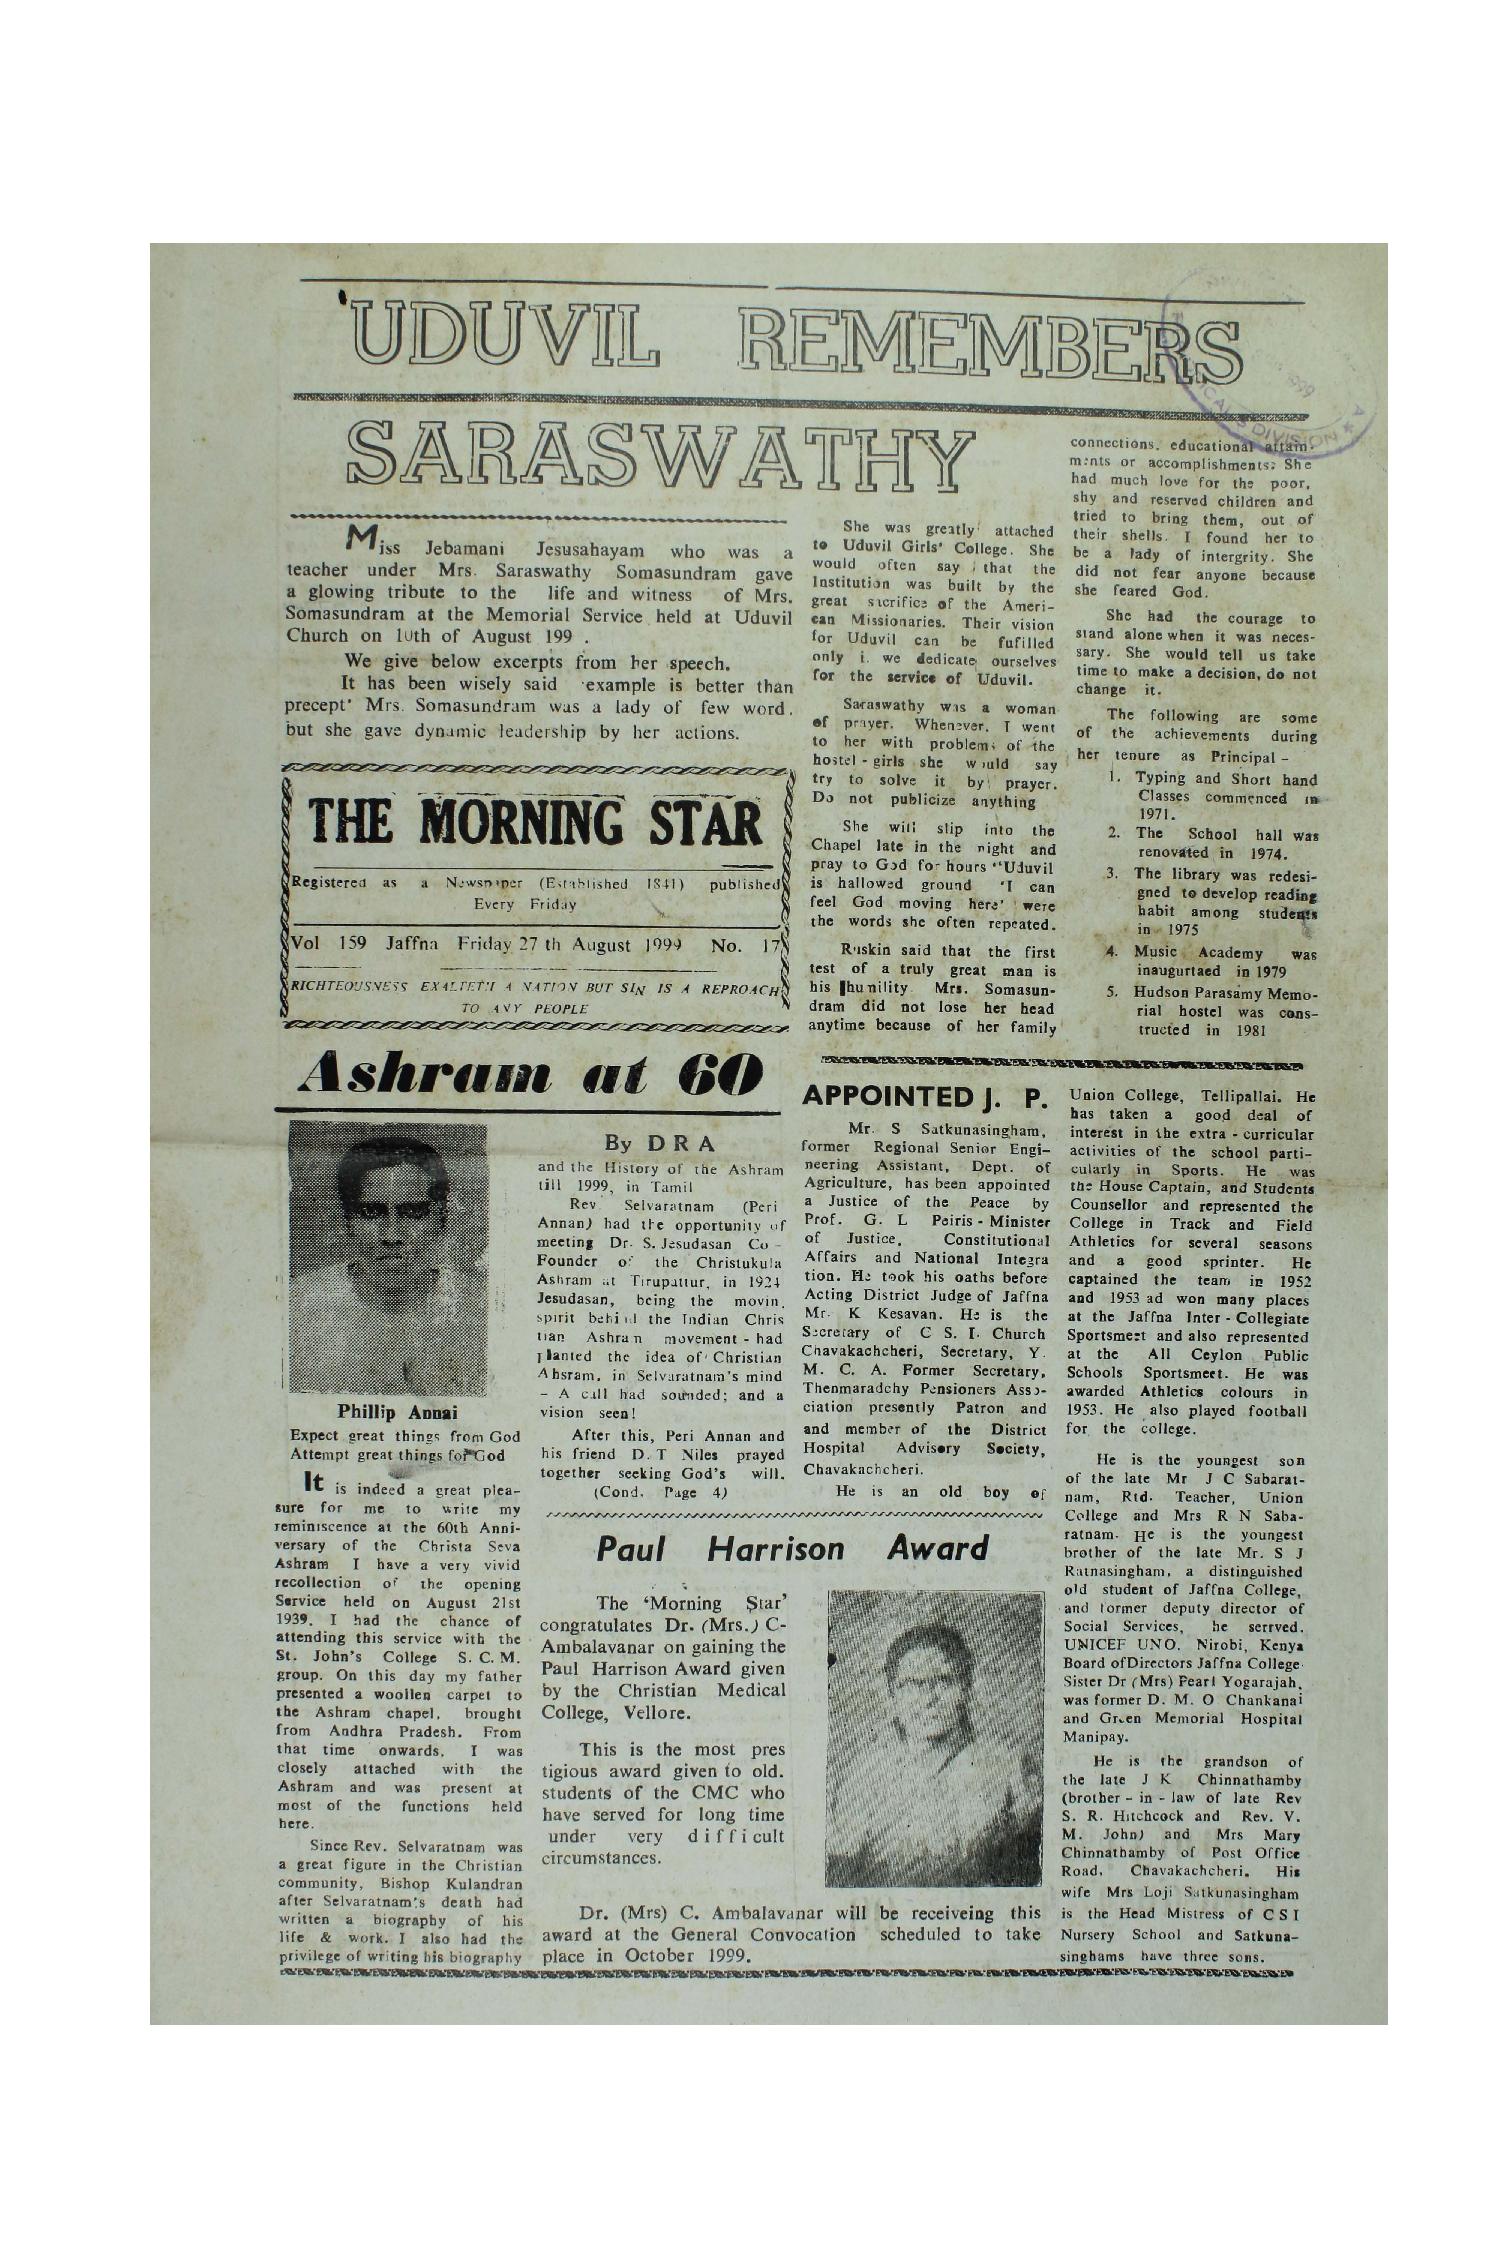 'UDUVIL REMEMBERS
SARASWATHY
Miss Jebamani Jesusahayam who was a
teacher under Mrs. Saraswathy Somasundram gave
a glowing tribute to the life and witness of Mrs.
Somasundram at the Memorial Service held at Uduvil
Church on 10th of August 199 .
We give below excerpts from her speech.
It has been wisely said 'example is better than
precept' Mrs. Somasundram was a lady of few word.
but she gave dynamic leadership by her actions.
She was greatly attached
to Uduvil Girls' College. She
would often say that the
Institution was built by the
great sacrifice of the Ameri-
can Missionaries. Their vision
for Uduvil can be fufilled
only i. we dedicate ourselves
for the service of Uduvil.
Saraswathy was a woman
of prayer. Whenever, I went
to her with problems of the
hostel - girls she would say
try to solve it by prayer.
Do not publicize anything
She will slip into the
Chapel late in the night and
pray to God for hours "Uduvil
is hallowed ground 'I can
feel God moving here' were
the words she often repeated.
Ruskin said that the first
test of a truly great man is
his humility Mrs. Somasun-
dram did not lose her head
anytime because of her family
connections, educational attain-
ments or accomplishments: She
had much love for the poor,
shy and reserved children and
tried to bring them, out of
their shells. I found her to
be a lady of intergrity. She
did not fear anyone because
she feared God.
She had the courage to
stand alone when it was neces-
sary. She would tell us take
time to make a decision, do not
change it.
The following are some
of the achievements during
her tenure as Principal -
1. Typing and Short hand
Classes commenced in
1971.
2. The School hall was
renovated in 1974.
3. The library was redesi-
gned to develop reading
habit among students
in 1975
4. Music Academy was
inaugurtaed in 1979
5. Hudson Parasamy Memo-
rial hostel was cons-
tructed in 1981
THE MORNING STAR
Registered as a Newspaper (Established 1841) published
Every Friday
Vol 159 Jaffna Friday 27 th August 1999 No. 17
RICHTEOUSNESS EXALTETH A NATION BUT SIN IS A REPROACH
TO ANY PEOPLE
Ashram at 60
Phillip Annai
Expect great things from God
Attempt great things for God
It is indeed a great plea-
sure for me to write my
reminiscence at the 60th Anni-
versary of the Christa Seva
Ashram I have a very vivid
recollection of the opening
Service held on August 21st
1939. I had the chance of
attending this service with the
St. John's College S. C. M.
group. On this day my father
presented a woollen carpet to
the Ashram chapel, brought
from Andhra Pradesh. From
that time onwards, I was
closely attached with the
Ashram and was present at
most of the functions held
here.
Since Rev. Selvaratnam was
a great figure in the Christian
community, Bishop Kulandran
after Selvaratnam's death had
written a biography of his
life & work. I also had the
privilege of writing his biography
By D R A
and the History of the Ashram
till 1999, in Tamil
Rev Selvaratnam (Peri
Annan) had the opportunity of
meeting Dr. S. Jesudasan Co -
Founder of the Christukula
Ashram at Tirupattur, in 1924
Jesudasan, being the movin.
spirit behind the Indian Chris
tian Ashram movement - had
planted the idea of Christian
Ahsram, in Selvaratnam's mind
- A call had sounded; and a
vision seen!
After this, Peri Annan and
his friend D. T Niles prayed
together seeking God's will.
(Cond. Page 4)
APPOINTED J. P.
Mr. S Satkunasingham,
former Regional Senior Engi-
neering Assistant, Dept. of
Agriculture, has been appointed
a Justice of the Peace by
Prof. G. L Peiris - Minister
of Justice, Constitutional
Affairs and National Integra
tion. He took his oaths before
Acting District Judge of Jaffna
Mr. K Kesavan. He is the
Secretary of C S. I. Church
Chavakachcheri, Secretary, Y.
M. C. A. Former Secretary,
Thenmaradchy Pensioners Asso-
ciation presently Patron and
and member of the District
Hospital Advisory Society,
Chavakachcheri.
He is an old boy of
Union College, Tellipallai. He
has taken a good deal of
interest in the extra - curricular
activities of the school parti-
cularly in Sports. He was
the House Captain, and Students
Counsellor and represented the
College in Track and Field
Athletics for several seasons
and a good sprinter. He
captained the team in 1952
and 1953 ad won many places
at the Jaffna Inter - Collegiate
Sportsmeet and also represented
at the All Ceylon Public
Schools Sportsmeet. He was
awarded Athletics colours in
1953. He also played football
for the college.
He is the youngest son
of the late Mr J C Sabarat-
nam, Rtd. Teacher, Union
College and Mrs R N Saba-
ratnam. He is the youngest
brother of the late Mr. S J
Ratnasingham, a distinguished
old student of Jaffna College,
and former deputy director of
Social Services, he serrved.
UNICEF UNO. Nirobi, Kenya
Board ofDirectors Jaffna College
Sister Dr (Mrs) Pearl Yogarajah,
was former D. M. O Chankanai
and Green Memorial Hospital
Manipay.
He is the grandson of
the late J K Chinnathamby
(brother - in - law of late Rev
S. R. Hitchcock and Rev. V.
M. John) and Mrs Mary
Chinnathamby of Post Office
Road, Chavakachcheri. His
wife Mrs Loji Satkunasingham
is the Head Mistress of C S I
Nursery School and Satkuna-
singhams have three sons.
Paul Harrison Award
The 'Morning Star'
congratulates Dr. (Mrs.) C-
Ambalavanar on gaining the
Paul Harrison Award given
by the Christian Medical
College, Vellore.
This is the most pres
tigious award given to old.
students of the CMC who
have served for long time
under very difficult
circumstances.
Dr. (Mrs) C. Ambalavanar will be receiveing this
award at the General Convocation scheduled to take
place in October 1999.
DIVISION
1999